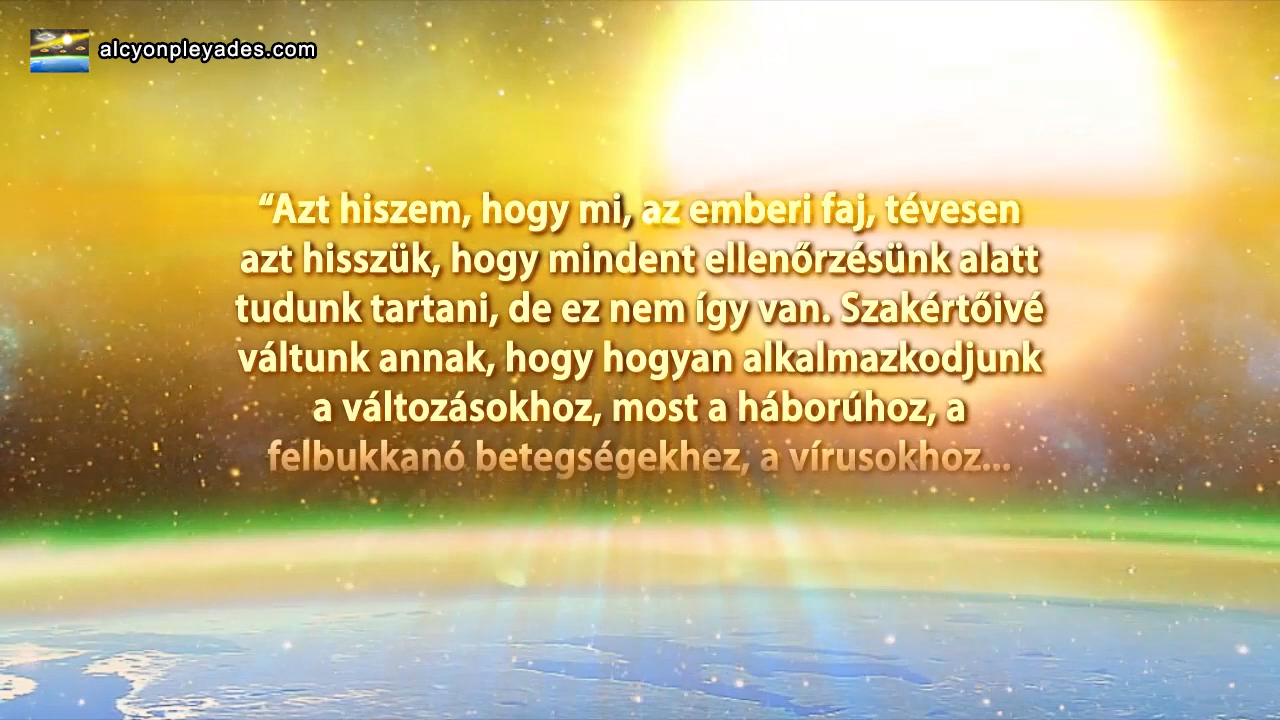 alcyonpleyades.com
“Azt hiszem, hogy mi, az emberi faj, tévesen
azt hisszük, hogy mindent ellenőrzésünk alatt
tudunk tartani, de ez nem így van. Szakértőivé
váltunk annak, hogy hogyan alkalmazkodjunk
a változásokhoz, most a háborúhoz, a
felbukkanó betegségekhez, a vírusokhoz...